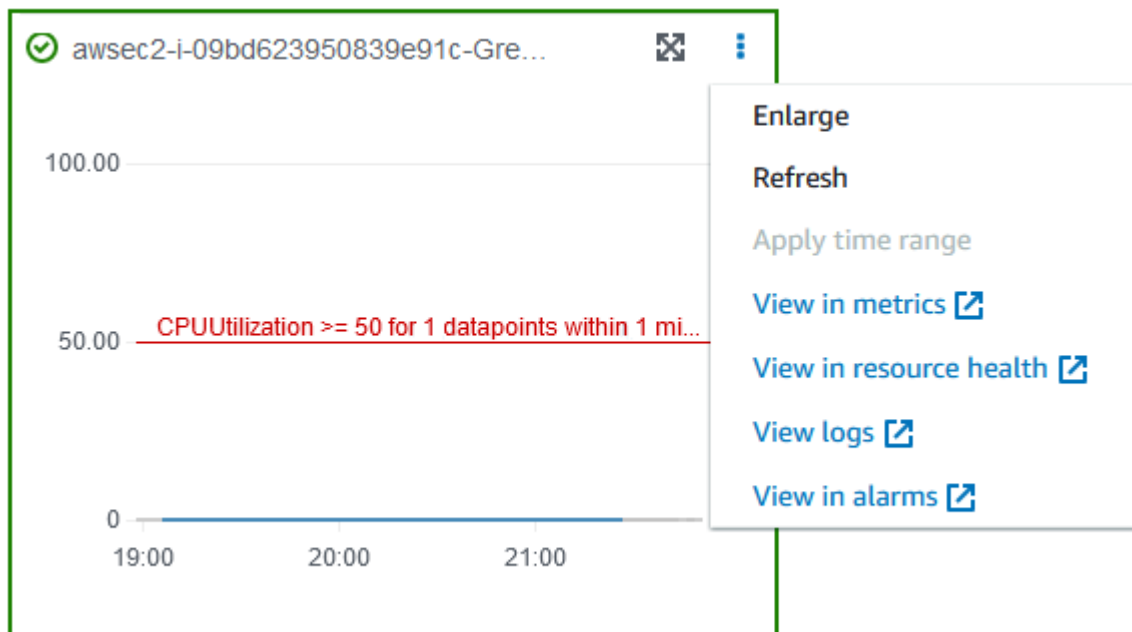 awsec2-i-09bd623950839e91c-Gre...
Enlarge
Refresh
Apply time range
View in metrics
View in resource health
View logs
View in alarms
100.00
CPUUtilization >= 50 for 1 datapoints within 1 mi...
50.00
0
19:00 20:00 21:00